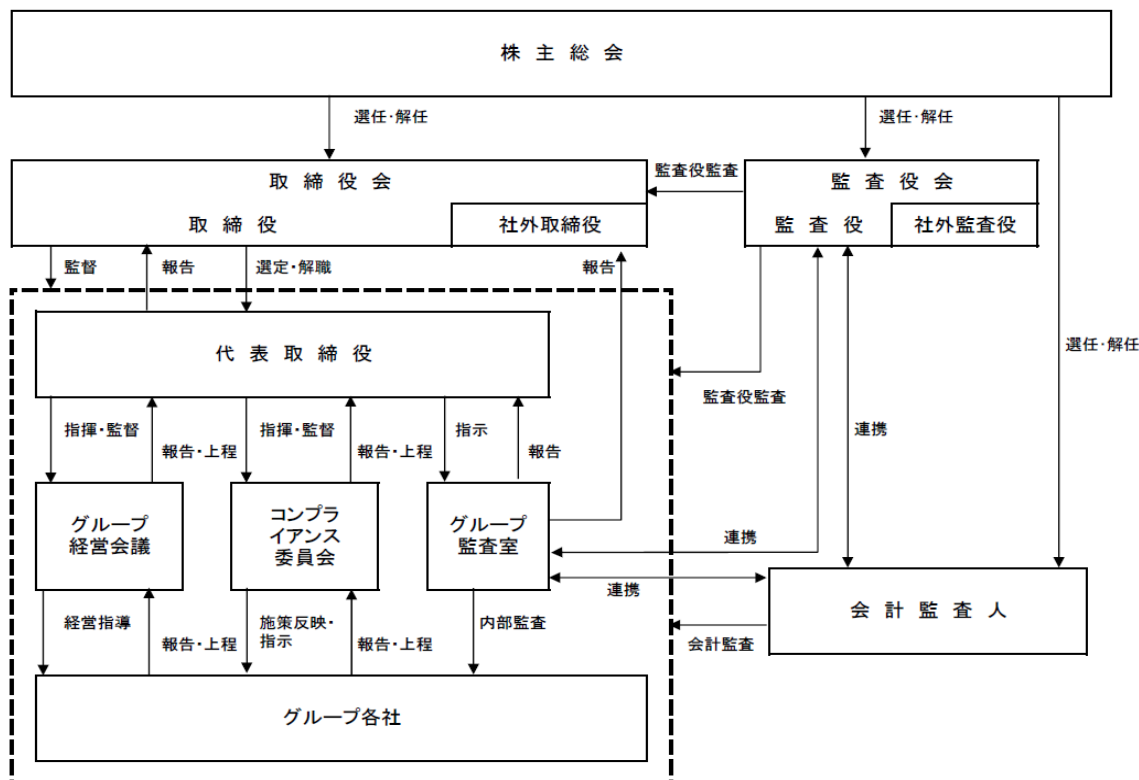 株主総会
選任・解任
選任・解任
取締役会
監査役監査
監査役会
取締役
社外取締役
監査役
社外監査役
監督
報告
選定・解職
報告
代表取締役
選任・解任
監査役監査
指揮・監督
報告・上程
指揮・監督
報告・上程
指示
報告
連携
グループ
経営会議
コンプラ
イアンス
委員会
グループ
監査室
連携
連携
会計監査人
経営指導
報告・上程
施策反映・
指示
報告・上程
内部監査
会計監査
グループ各社